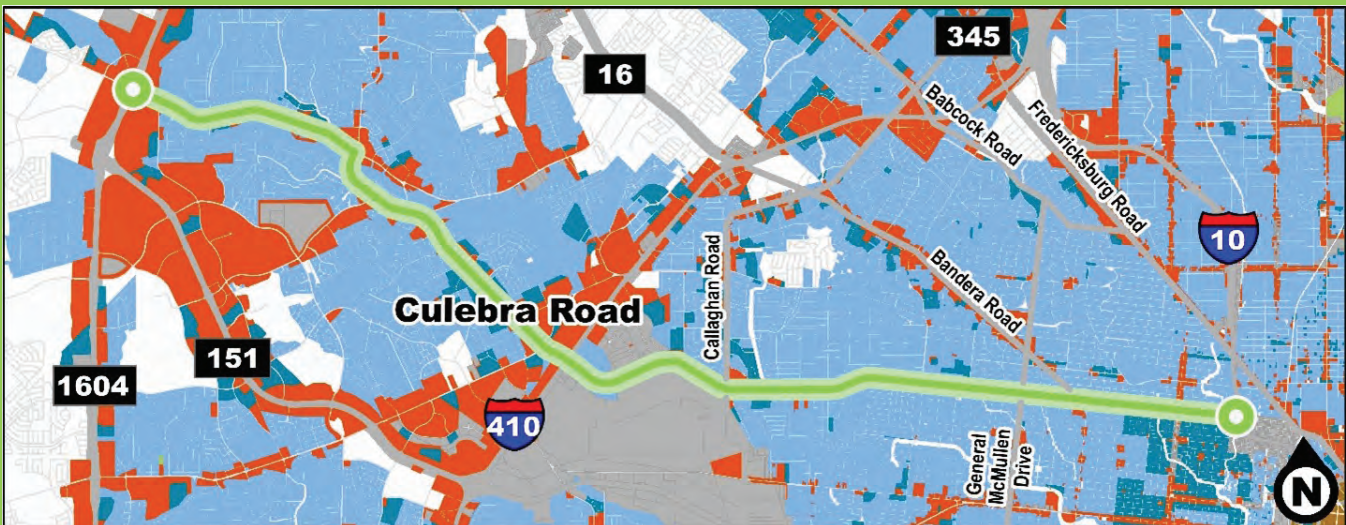 345
16
Babcock Road
Fredericksburg Road
10
Callaghan Road
Bandera Road
Culebra Road
151
1604
410
General
McMullen
Drive
N